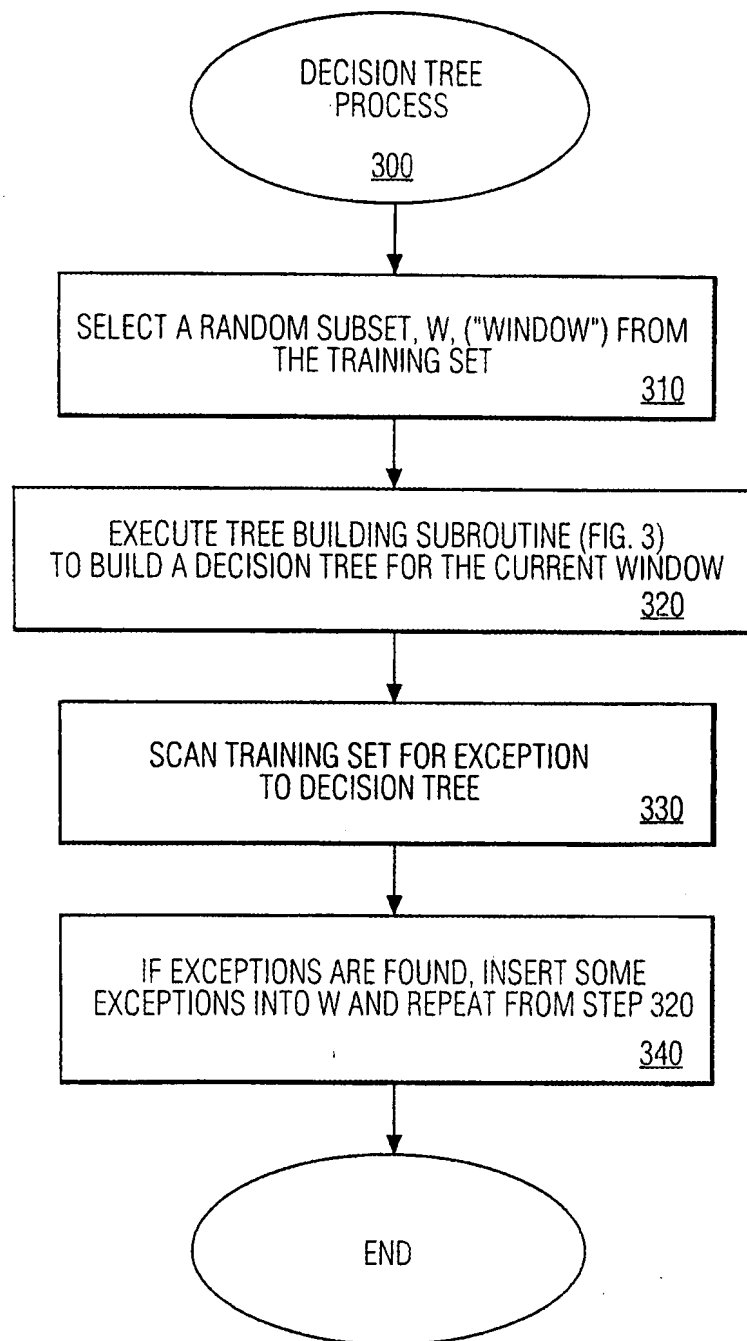 DECISION TREE
PROCESS
300
SELECT A RANDOM SUBSET, W, ("WINDOW") FROM
THE TRAINING SET
310
EXECUTE TREE BUILDING SUBROUTINE (FIG. 3)
TO BUILD A DECISION TREE FOR THE CURRENT WINDOW
320
SCAN TRAINING SET FOR EXCEPTION
TO DECISION TREE
330
IF EXCEPTIONS ARE FOUND, INSERT SOME
EXCEPTIONS INTO W AND REPEAT FROM STEP 320
340
END